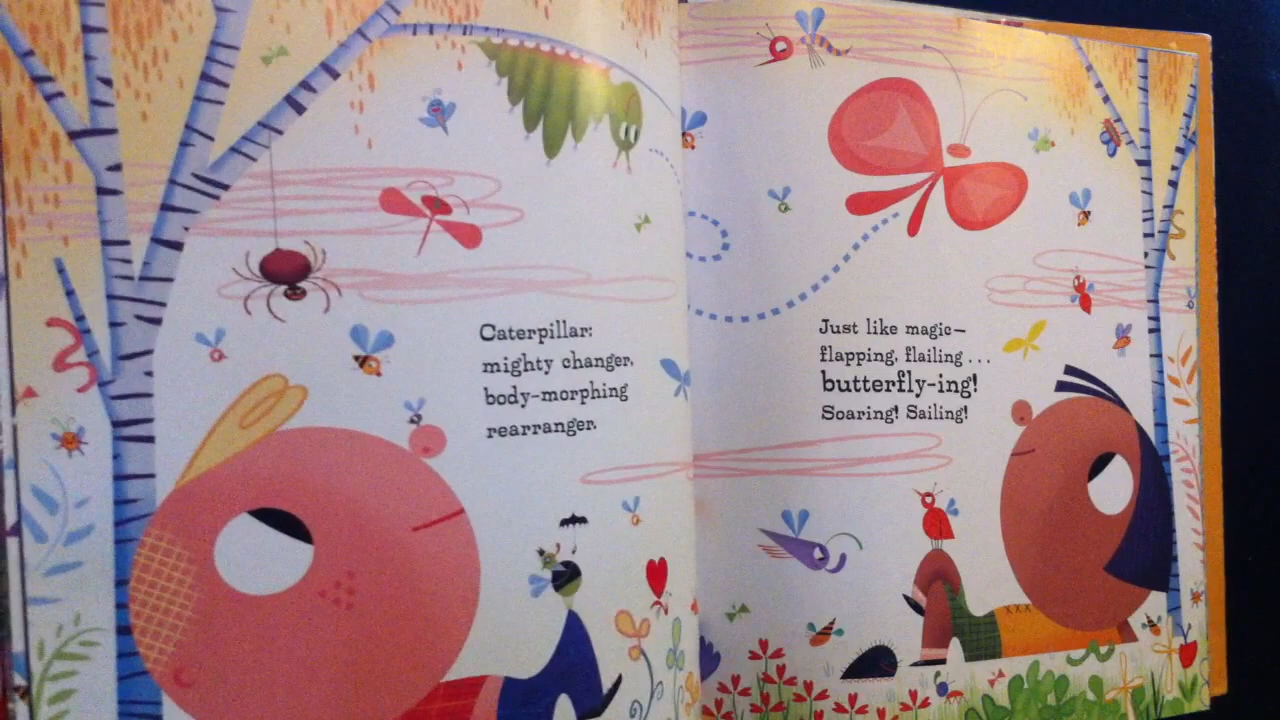 Caterpillar:
mighty changer,
body-morphing
rearranger.
Just like magic—
flapping, flailing . . .
butterfly-ing!
Soaring! Sailing!